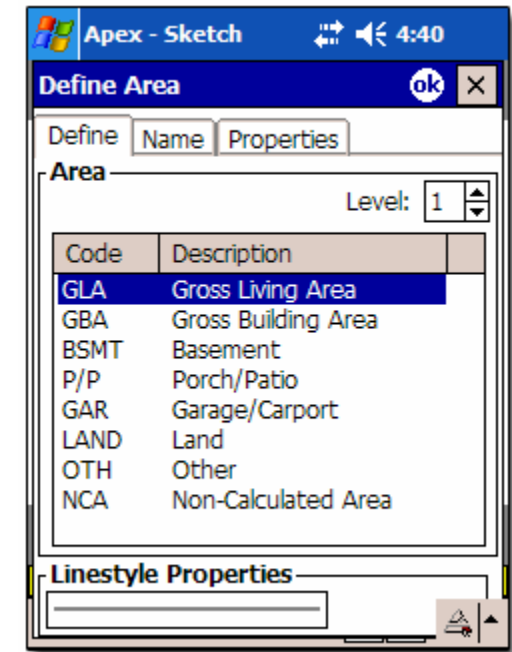 Apex - Sketch 4:40
Define Area ok
Define Name Properties
Area
Level: 1
Code Description
GLA Gross Living Area
GBA Gross Building Area
BSMT Basement
P/P Porch/Patio
GAR Garage/Carport
LAND Land
OTH Other
NCA Non-Calculated Area
Linestyle Properties